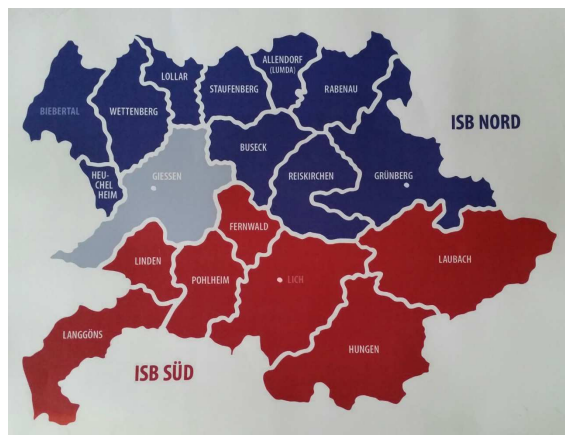 ALLENDORF
(LUMDA)
LOLLAR
STAUFENBERG
RABENAU
BIEBERTAL
WETTENBERG
ISB NORD
BUSECK
HEU-
CHEL
HEIM
GIESSEN
REISKIRCHEN
GRÜNBERG
FERNWALD
LINDEN
LAUBACH
POHLHEIM
LICH
LANGGÖNS
HUNGEN
ISB SÜD